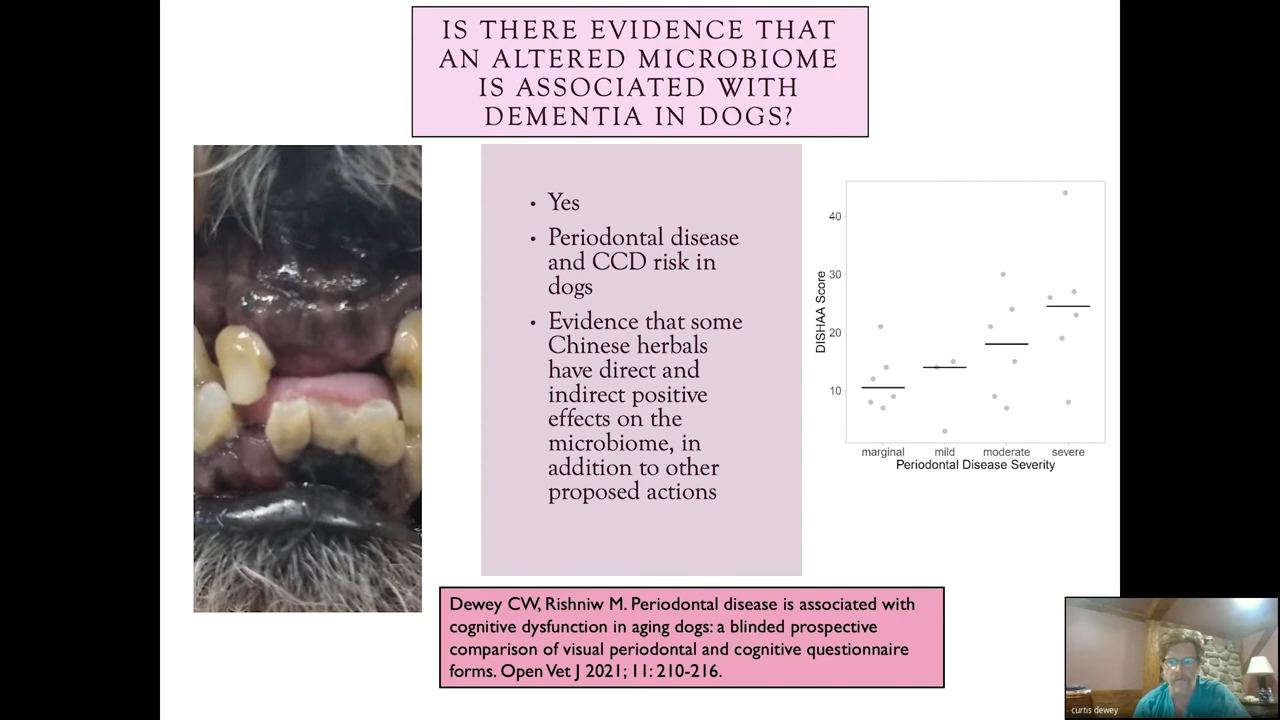 IS THERE EVIDENCE THAT
AN ALTERED MICROBIOME
IS ASSOCIATED WITH
DEMENTIA IN DOGS?
• Yes
• Periodontal disease
and CCD risk in
dogs
• Evidence that some
Chinese herbals
have direct and
indirect positive
effects on the
microbiome, in
addition to other
proposed actions
DISHAA Score
40
30
20
10
marginal mild moderate severe
Periodontal Disease Severity
Dewey CW, Rishniw M. Periodontal disease is associated with
cognitive dysfunction in aging dogs: a blinded prospective
comparison of visual periodontal and cognitive questionnaire
forms. Open Vet J 2021; 11: 210-216.
curtis dewey